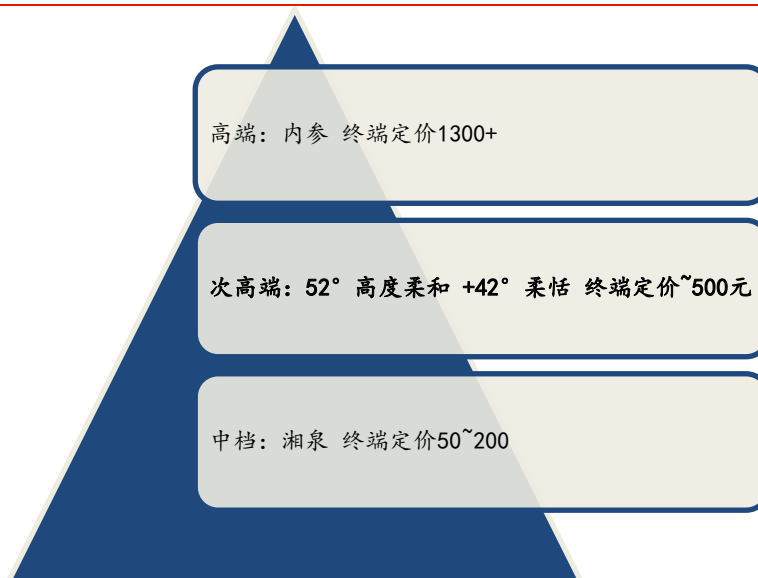 高端：内参 终端定价1300+
次高端：52°高度柔和 +42°柔恬 终端定价~500元
中档：湘泉 终端定价50~200